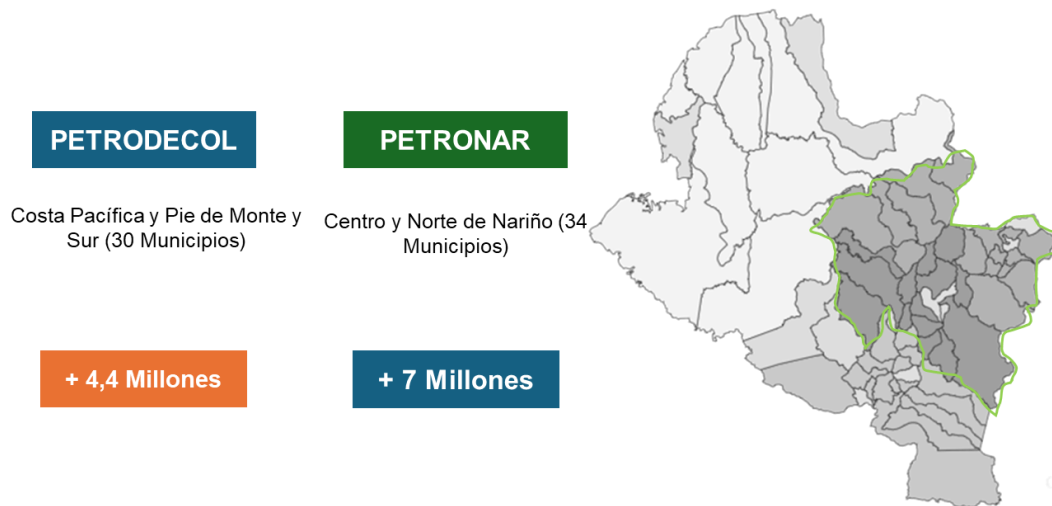 PETRODECOL
Costa Pacífica y Pie de Monte y
Sur (30 Municipios)
+ 4,4 Millones
PETRONAR
Centro y Norte de Nariño (34
Municipios)
+ 7 Millones